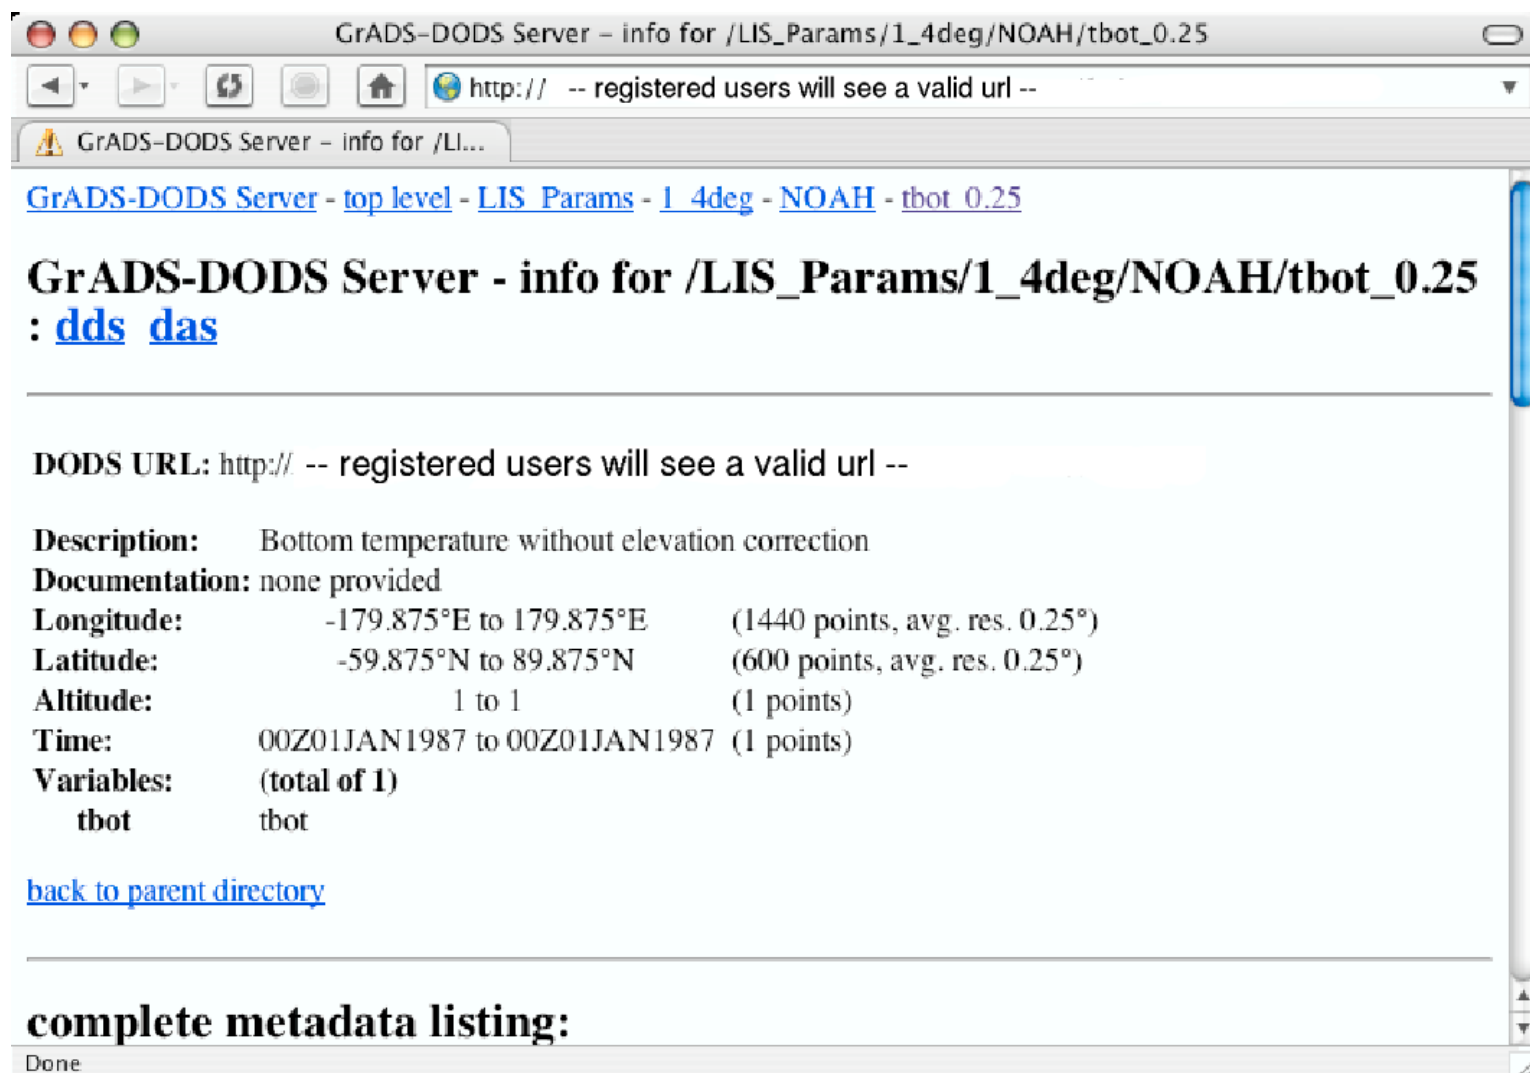 GrADS-DODS Server – info for /LIS_Params/1_4deg/NOAH/tbot_0.25
http:// -- registered users will see a valid url --
GrADS-DODS Server – info for /LI...
GrADS-DODS Server - top level - LIS_Params - 1_4deg - NOAH - tbot_0.25
GrADS-DODS Server - info for /LIS_Params/1_4deg/NOAH/tbot_0.25
: dds das
DODS URL: http:// -- registered users will see a valid url --
Description: Bottom temperature without elevation correction
Documentation: none provided
Longitude: -179.875°E to 179.875°E (1440 points, avg. res. 0.25°)
Latitude: -59.875°N to 89.875°N (600 points, avg. res. 0.25°)
Altitude: 1 to 1 (1 points)
Time: 00Z01JAN1987 to 00Z01JAN1987 (1 points)
Variables: (total of 1)
tbot tbot
back to parent directory
complete metadata listing:
Done